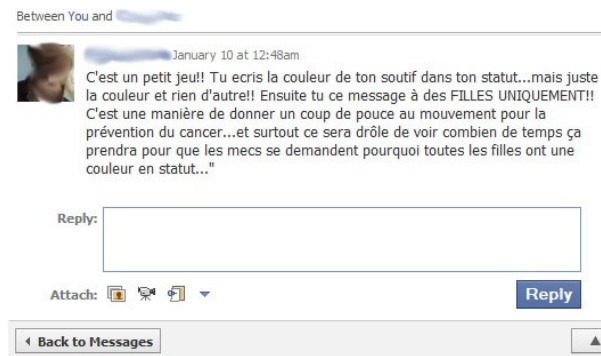 Between You and
January 10 at 12:48am
C'est un petit jeu!! Tu ecris la couleur de ton soutif dans ton statut...mais juste
la couleur et rien d'autre!! Ensuite tu ce message à des FILLES UNIQUEMENT!!
C'est une manière de donner un coup de pouce au mouvement pour la
prévention du cancer...et surtout ce sera drôle de voir combien de temps ça
prendra pour que les mecs se demandent pourquoi toutes les filles ont une
couleur en statut..."
Reply:
Attach:
Reply
Back to Messages